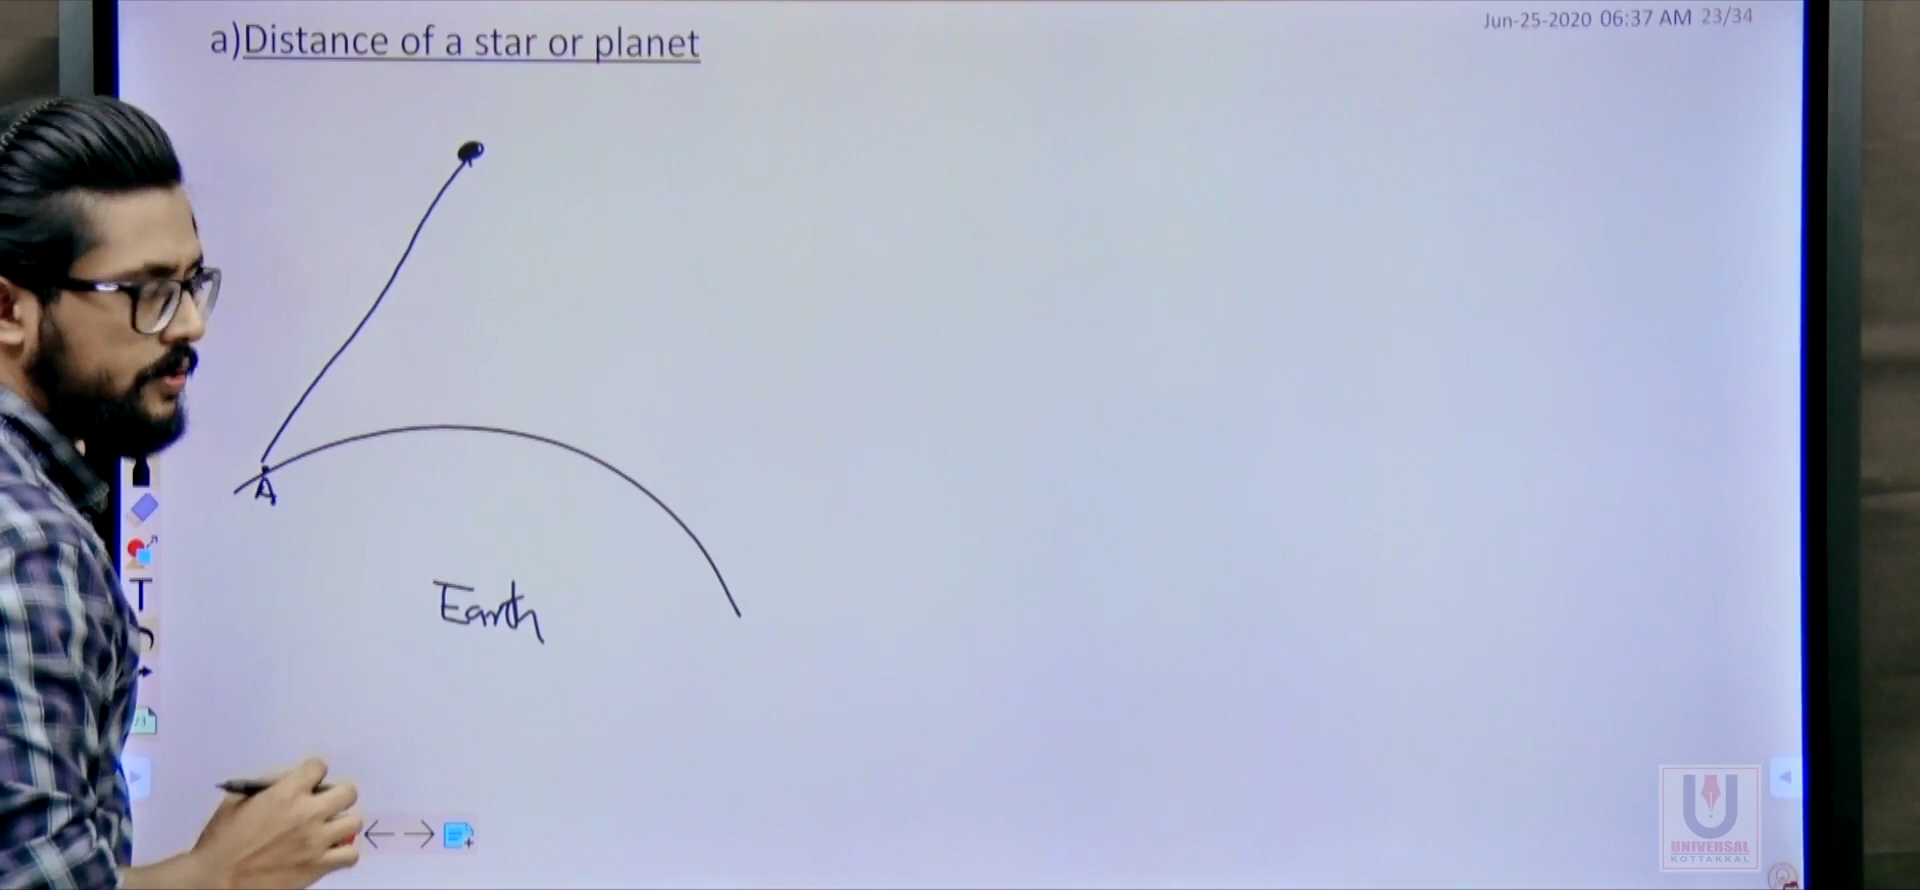 Jun-25-2020 06:37 AM 23/34
a)Distance of a star or planet
A
Earth
T
U
UNIVERSAL
KOTTAKKAL